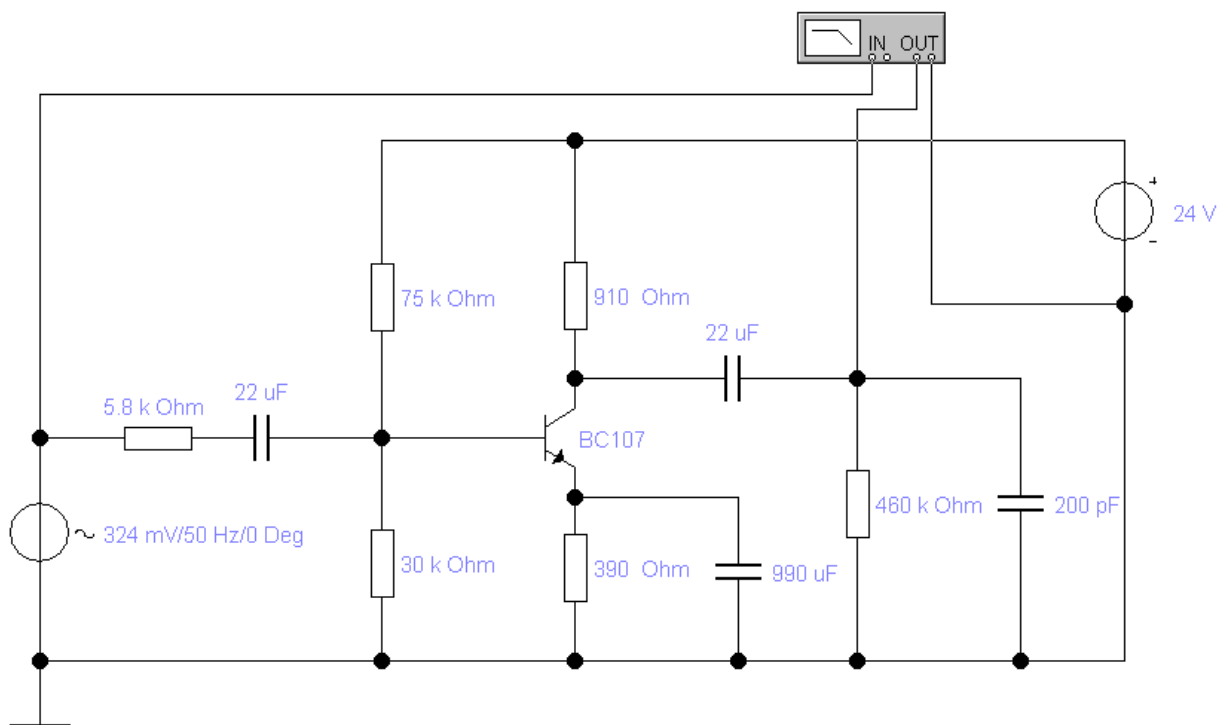 IN OUT
+
24 V
-
75 k Ohm
910 Ohm
22 uF
22 uF
5.8 k Ohm
BC107
460 k Ohm
200 pF
~ 324 mV/50 Hz/0 Deg
30 k Ohm
390 Ohm
990 uF